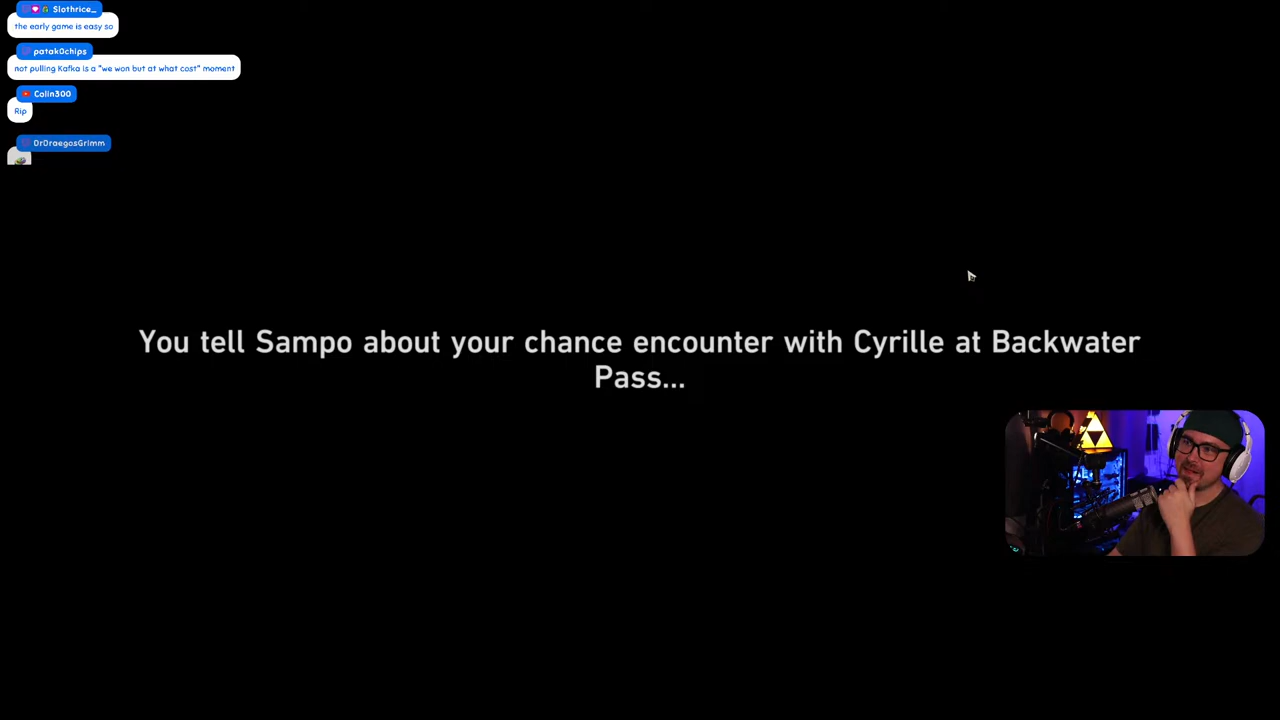 Slothrice_
the early game is easy so
patak0chips
not pulling Kafka is a "we won but at what cost" moment
Colin300
Rip
DrDraegosGrimm
You tell Sampo about your chance encounter with Cyrille at Backwater
Pass...